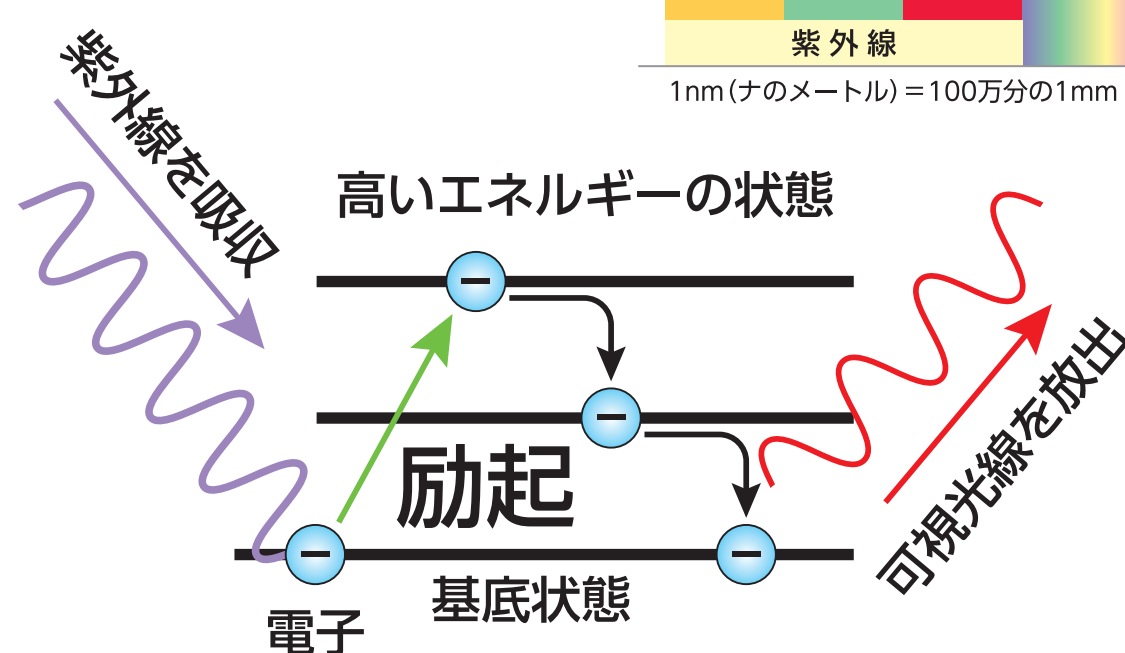 紫外線
1nm(ナのメートル)=100万分の1mm
紫外線を吸収
高いエネルギーの状態
励起
可視光線を放出
基底状態
電子